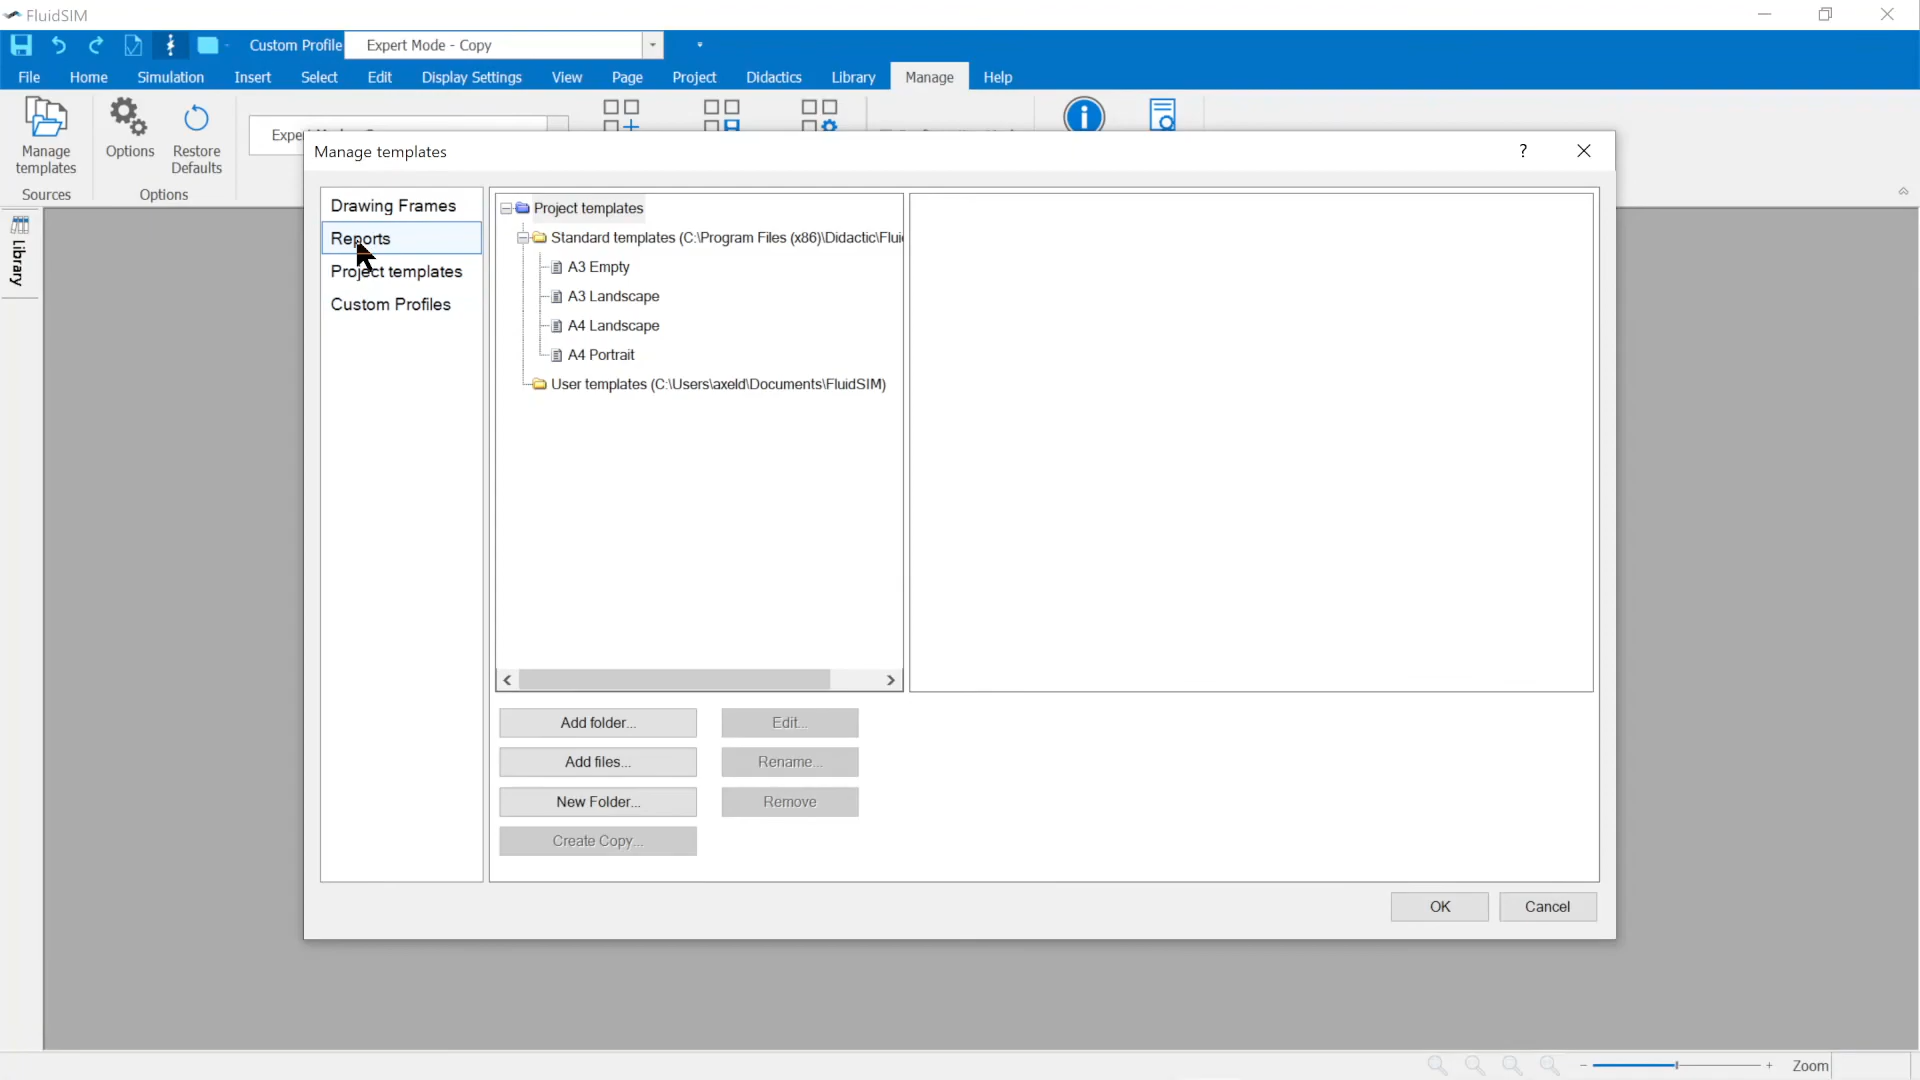 FluidSIM
Custom Profile Expert Mode - Copy
File Home Simulation Insert Select Edit Display Settings View Page Project Didactics Library Manage Help
Manage templates
Options
Restore Defaults
Sources
Options
Library
Manage templates
?
Drawing Frames
Reports
Project templates
Custom Profiles
Project templates
Standard templates (C:\Program Files (x86)\Didactic\Flui
A3 Empty
A3 Landscape
A4 Landscape
A4 Portrait
User templates (C:\Users\axeld\Documents\FluidSIM)
Add folder... Edit...
Add files... Rename...
New Folder... Remove
Create Copy...
OK Cancel
Zoom